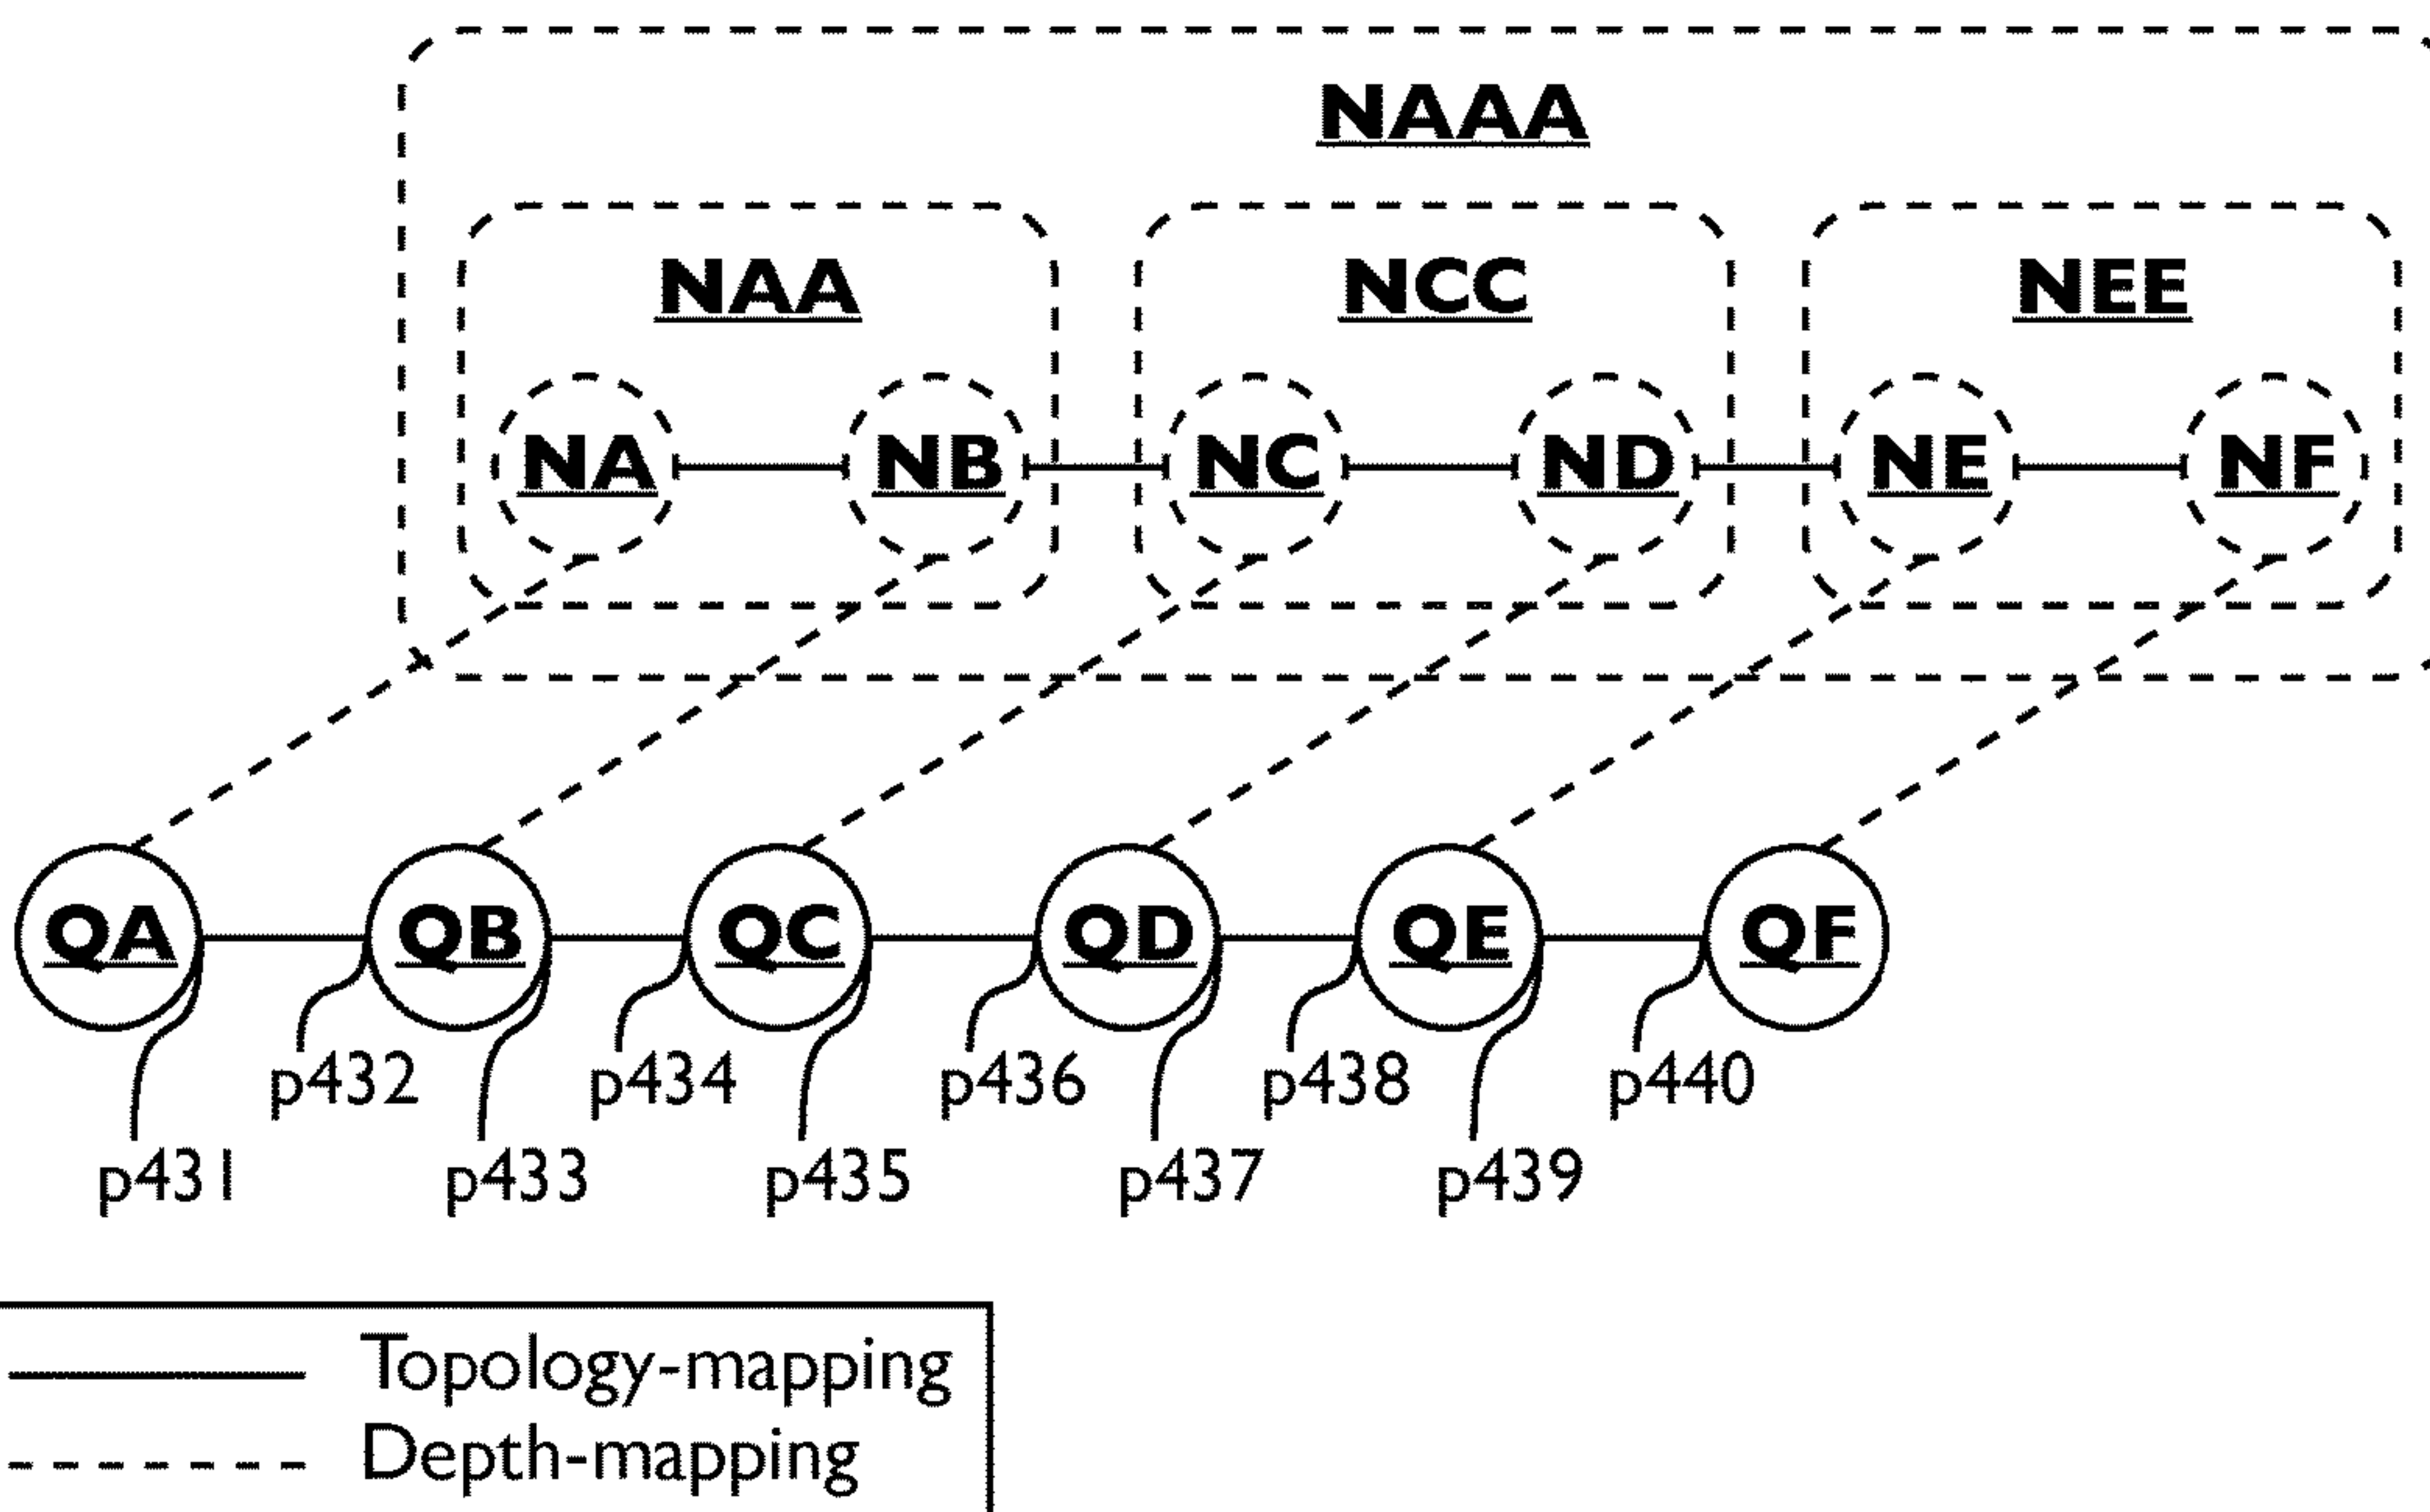 NAAA
NAA NCC NEE
NA NB NC ND NE NF
QA QB QC QD QE QF
p432 p434 p436 p438 p440
p431 p433 p435 p437 p439
Topology-mapping
Depth-mapping